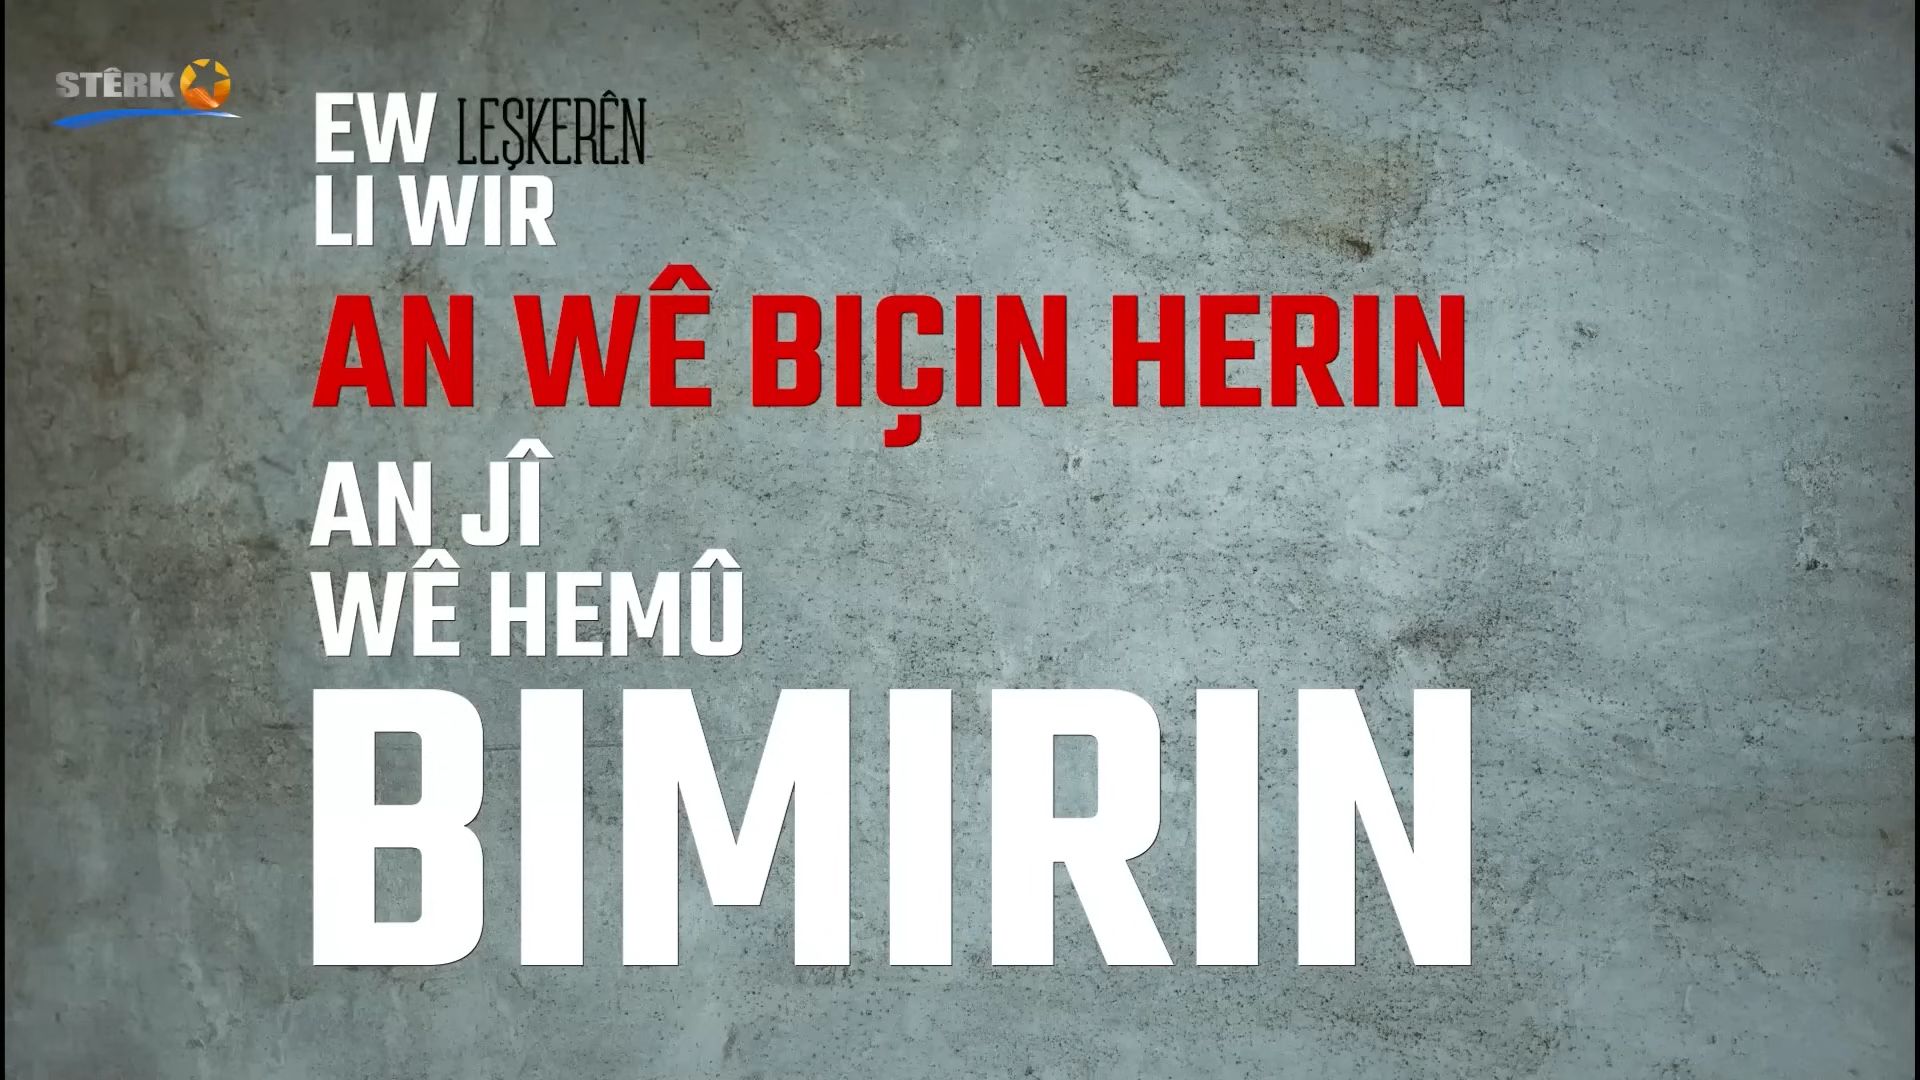 STÊRK
EW LEŞKERÊN
LI WIR
AN WÊ BIÇIN HERIN
AN JÎ
WÊ HEMÛ
BIMIRIN